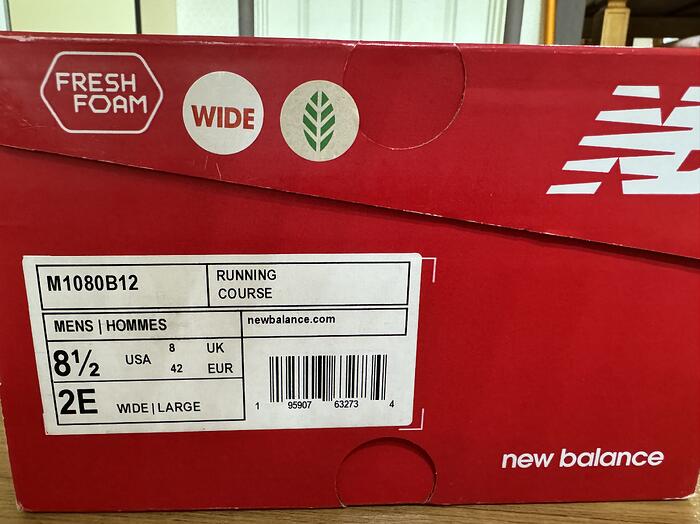 FRESH
FOAM
WIDE
M1080B12
RUNNING
COURSE
MENS | HOMMES
newbalance.com
8½ USA 8 UK
42 EUR
2E WIDE | LARGE
1 95907 63273 4
new balance